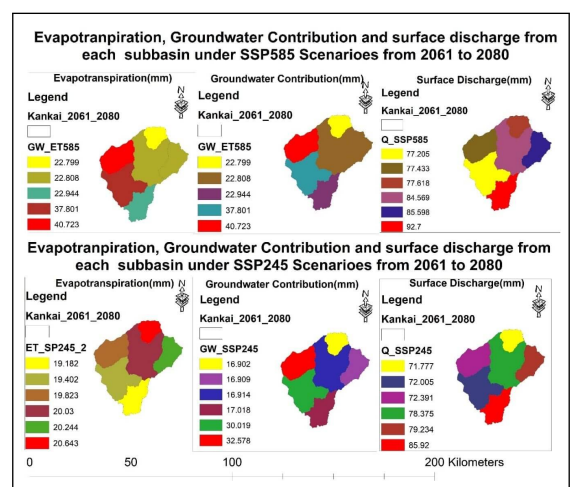 Evapotranpiration, Groundwater Contribution and surface discharge from
each subbasin under SSP585 Scenarioes from 2061 to 2080
Evapotranspiration(mm)
N
Legend
Kankai_2061_2080
GW_ET585
22.799
22.808
22.944
37.801
40.723
Groundwater Contribution(mm)
N
Legend
Kankai_2061_2080
GW_ET585
22.799
22.808
22.944
37.801
40.723
Surface Discharge(mm)
N
Legend
Kankai_2061_2080
Q_SSP585
77.205
77.433
77.618
84.569
85.598
92.7
Evapotranpiration, Groundwater Contribution and surface discharge from
each subbasin under SSP245 Scenarioes from 2061 to 2080
Evapotranspiration(mm)
N
Legend
Kankai_2061_2080
ET_SP245_2
19.182
19.402
19.823
20.03
20.244
20.643
Groundwater Contribution(mm)
N
Legend
Kankai_2061_2080
GW_SSP245
16.902
16.909
16.914
17.018
30.019
32.578
Surface Discharge(mm)
N
Legend
Kankai_2061_2080
Q_SSP245
71.777
72.005
72.391
78.375
79.234
85.92
0 50 100 200 Kilometers